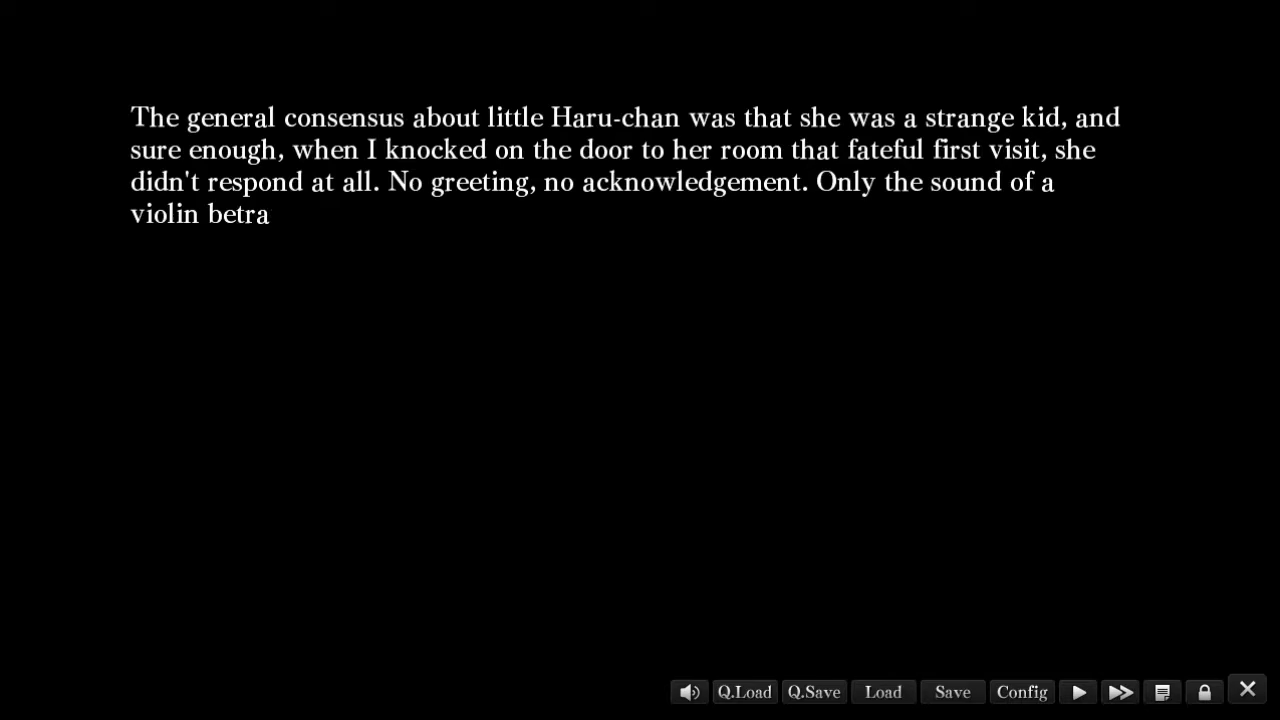 The general consensus about little Haru-chan was that she was a strange kid, and
sure enough, when I knocked on the door to her room that fateful first visit, she
didn't respond at all. No greeting, no acknowledgement. Only the sound of a
violin betra
Q.Load Q.Save Load Save Config